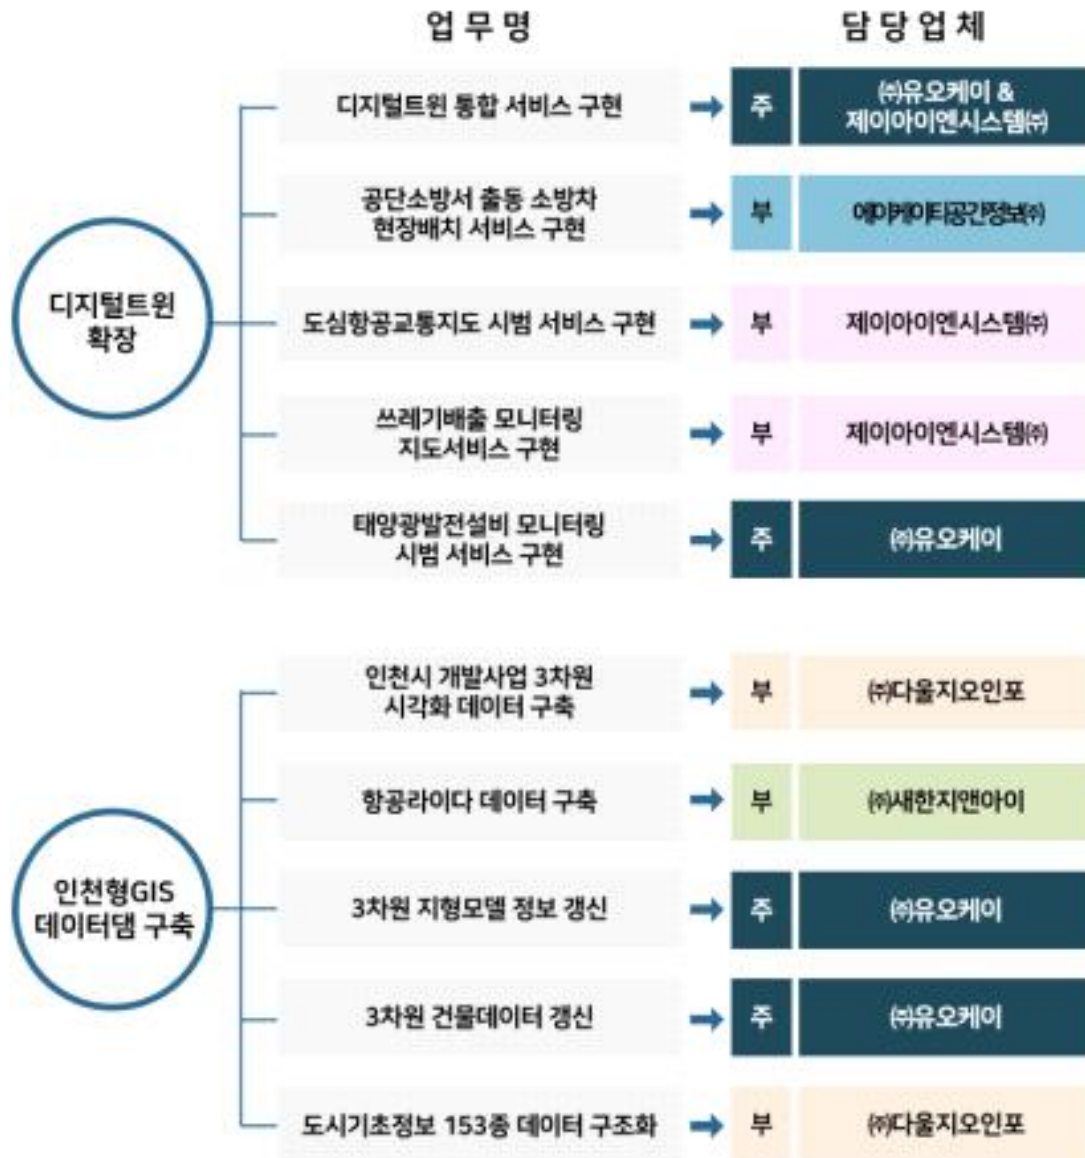 업무명 담당업체
디지털트윈
확장
디지털트윈 통합 서비스 구현 주 ㈜유오케이 &
제이아이엔시스템㈜
공단소방서 출동 소방차
현장배치 서비스 구현 부 에이케이티공간정보㈜
도심항공교통지도 시범 서비스 구현 부 제이아이엔시스템㈜
쓰레기배출 모니터링
지도서비스 구현 부 제이아이엔시스템㈜
태양광발전설비 모니터링
시범 서비스 구현 주 ㈜유오케이
인천형GIS
데이터댐 구축
인천시 개발사업 3차원
시각화 데이터 구축 부 ㈜다울지오인포
항공라이다 데이터 구축 부 ㈜새한지앤아이
3차원 지형모델 정보 갱신 주 ㈜유오케이
3차원 건물데이터 갱신 주 ㈜유오케이
도시기초정보 153종 데이터 구조화 부 ㈜다울지오인포